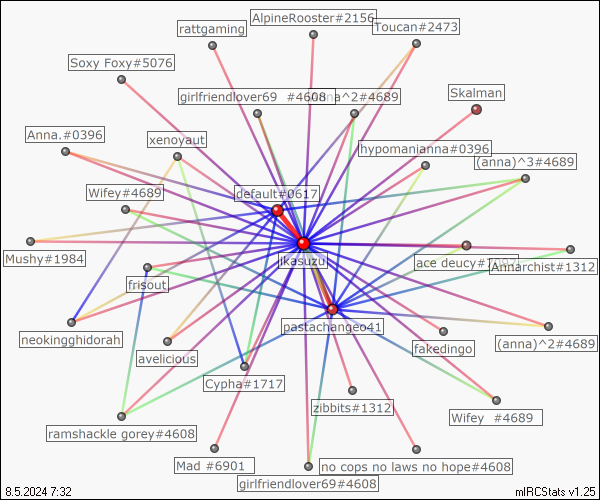 AlpineRooster#2156
rattgaming
Toucan#2473
Soxy Foxy#5076
girlfriendlover69 #4608
nna^2#4689
Skalman
Anna.#0396
xenoyaut
hypomanianna#0396
(anna)^3#4689
Wifey#4689
default#0617
Mushy#1984
ikasuzu
ace deucy#
Annarchist#1312
frisout
neokingghidorah
pastachangeo41
avelicious
fakedingo
(anna)^2#4689
Cypha#1717
zibbits#1312
Wifey #4689
ramshackle gorey#4608
Mad #6901
no cops no laws no hope#4608
girlfriendlover69#4608
8.5.2024 7:32
mIRCStats v1.25